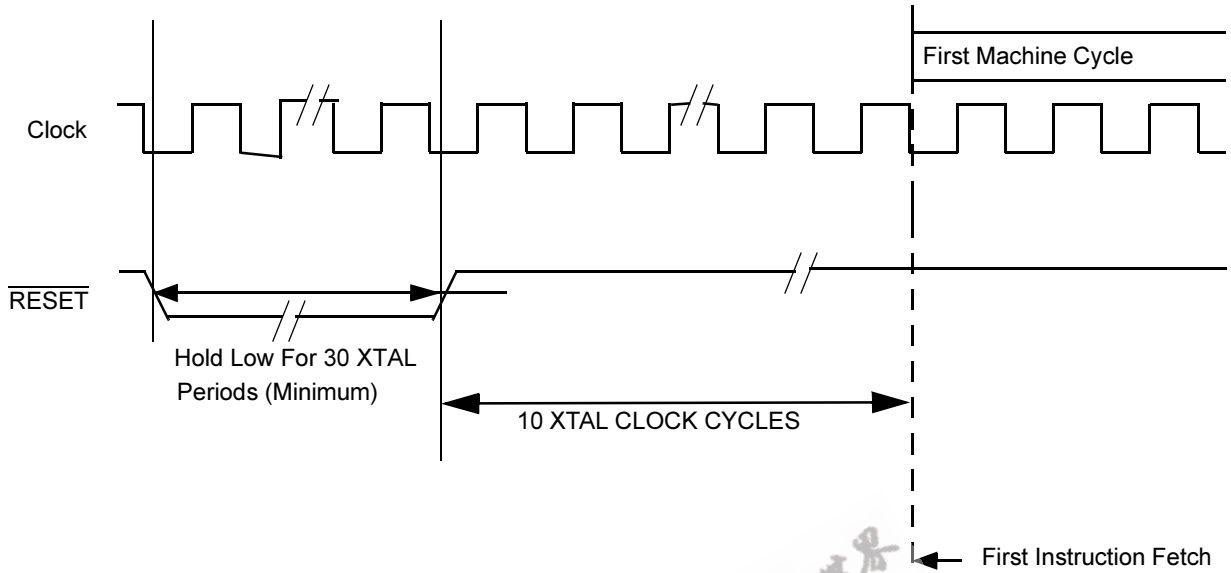 First Machine Cycle
Clock
RESET
Hold Low For 30 XTAL
Periods (Minimum)
10 XTAL CLOCK CYCLES
First Instruction Fetch